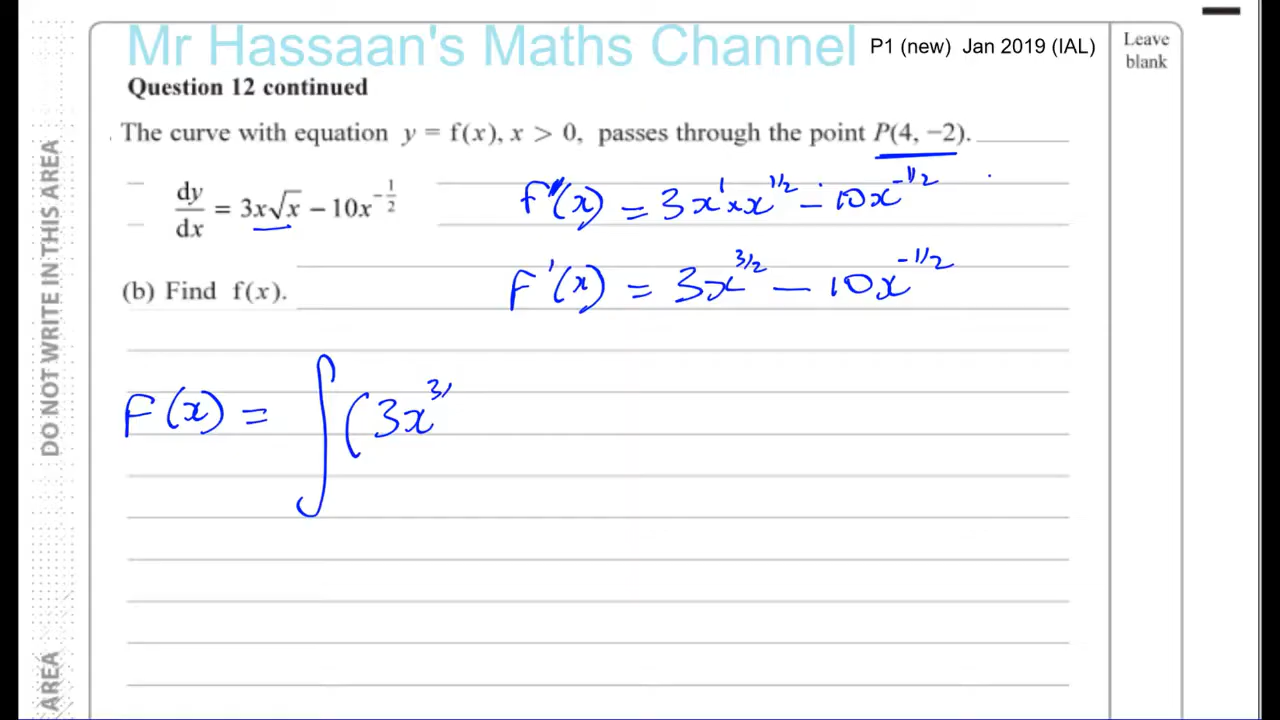 Mr Hassaan's Maths Channel P1 (new) Jan 2019 (IAL)
Leave blank
Question 12 continued
The curve with equation y = f(x), x > 0, passes through the point P(4, −2).
dy/dx = 3x√x − 10x^(−1/2)
f'(x) = 3x^1 × x^(1/2) − 10x^(−1/2)
(b) Find f(x).
F'(x) = 3x^(3/2) − 10x^(−1/2)
F(x) = ∫(3x^3/
DO NOT WRITE IN THIS AREA
AREA